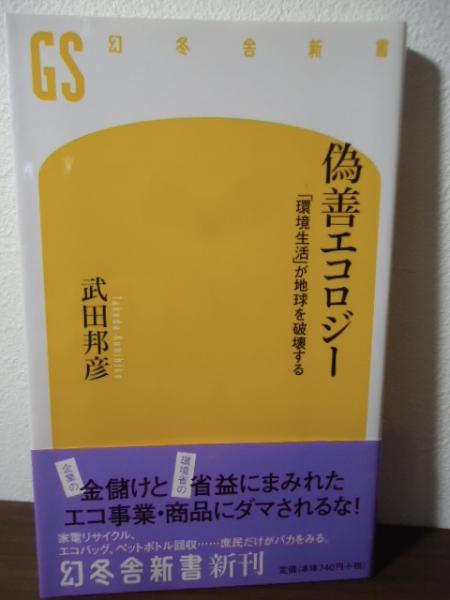 GS 幻冬舎新書
偽善エコロジー
「環境生活」が地球を破壊する
武田邦彦
Takeda Kunihiko
企業の金儲けと環境省の省益にまみれた
エコ事業・商品にダマされるな!
家電リサイクル、
エコバッグ、ペットボトル回収……庶民だけがバカをみる。
幻冬舎新書新刊
定価(本体740円+税)